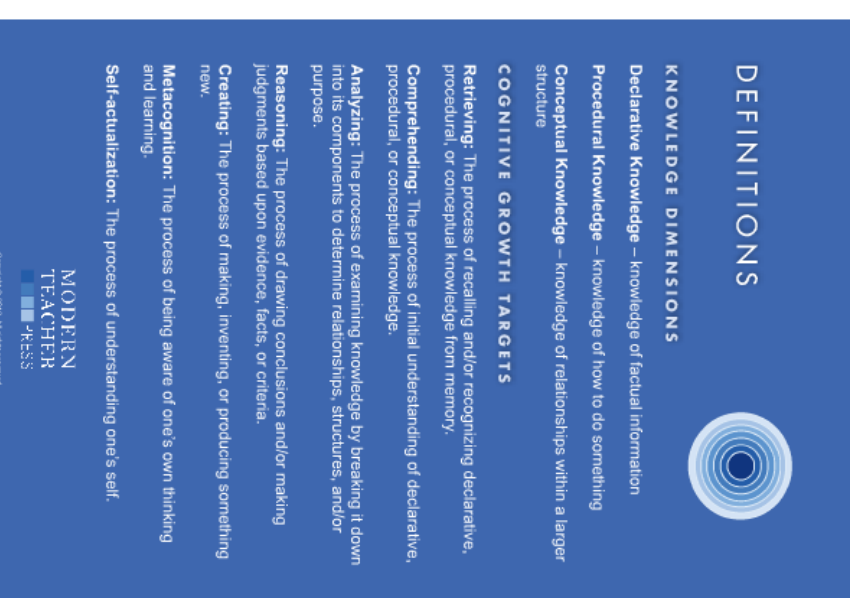 DEFINITIONS
KNOWLEDGE DIMENSIONS
Declarative Knowledge – knowledge of factual information
Procedural Knowledge – knowledge of how to do something
Conceptual Knowledge – knowledge of relationships within a larger
structure
COGNITIVE GROWTH TARGETS
Retrieving: The process of recalling and/or recognizing declarative,
procedural, or conceptual knowledge from memory.
Comprehending: The process of initial understanding of declarative,
procedural, or conceptual knowledge.
Analyzing: The process of examining knowledge by breaking it down
into its components to determine relationships, structures, and/or
purpose.
Reasoning: The process of drawing conclusions and/or making
judgments based upon evidence, facts, or criteria.
Creating: The process of making, inventing, or producing something
new.
Metacognition: The process of being aware of one's own thinking
and learning.
Self-actualization: The process of understanding one's self.
MODERN
TEACHER
PRESS